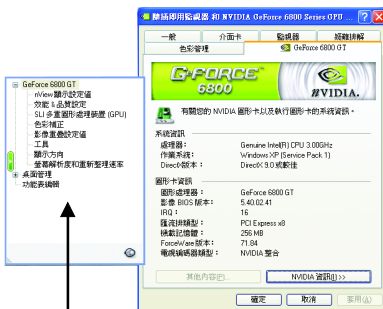 隨插即用監視器 和 NVIDIA GeForce 6800 Series GPU ...
一般
介面卡
監視器
疑難排解
色彩管理
GeForce 6800 GT
GeForce 6800 GT
nView 顯示設定值
效能 & 品質設定
SLI 多重圖形處理裝置 (GPU)
色彩補正
影像重疊設定值
工具
顯示方向
螢幕解析度和重新整理速率
桌面管理
功能表編輯
GEFORCE
6800
NVIDIA.
有關您的 NVIDIA 圖形卡以及執行圖形卡的系統資訊。
系統資訊
處理器： Genuine Intel(R) CPU 3.00GHz
作業系統： Windows XP (Service Pack 1)
DirectX版本： DirectX 9.0 或較佳
圖形卡資訊
圖形處理器： GeForce 6800 GT
影像 BIOS 版本： 5.40.02.41
IRQ： 16
匯流排類型： PCI Express x8
機載記憶體： 256 MB
ForceWare 版本： 71.84
電視編碼器類型： NVIDIA 整合
其他內容(P)...
NVIDIA 資訊(I) >>
確定
取消
套用(A)